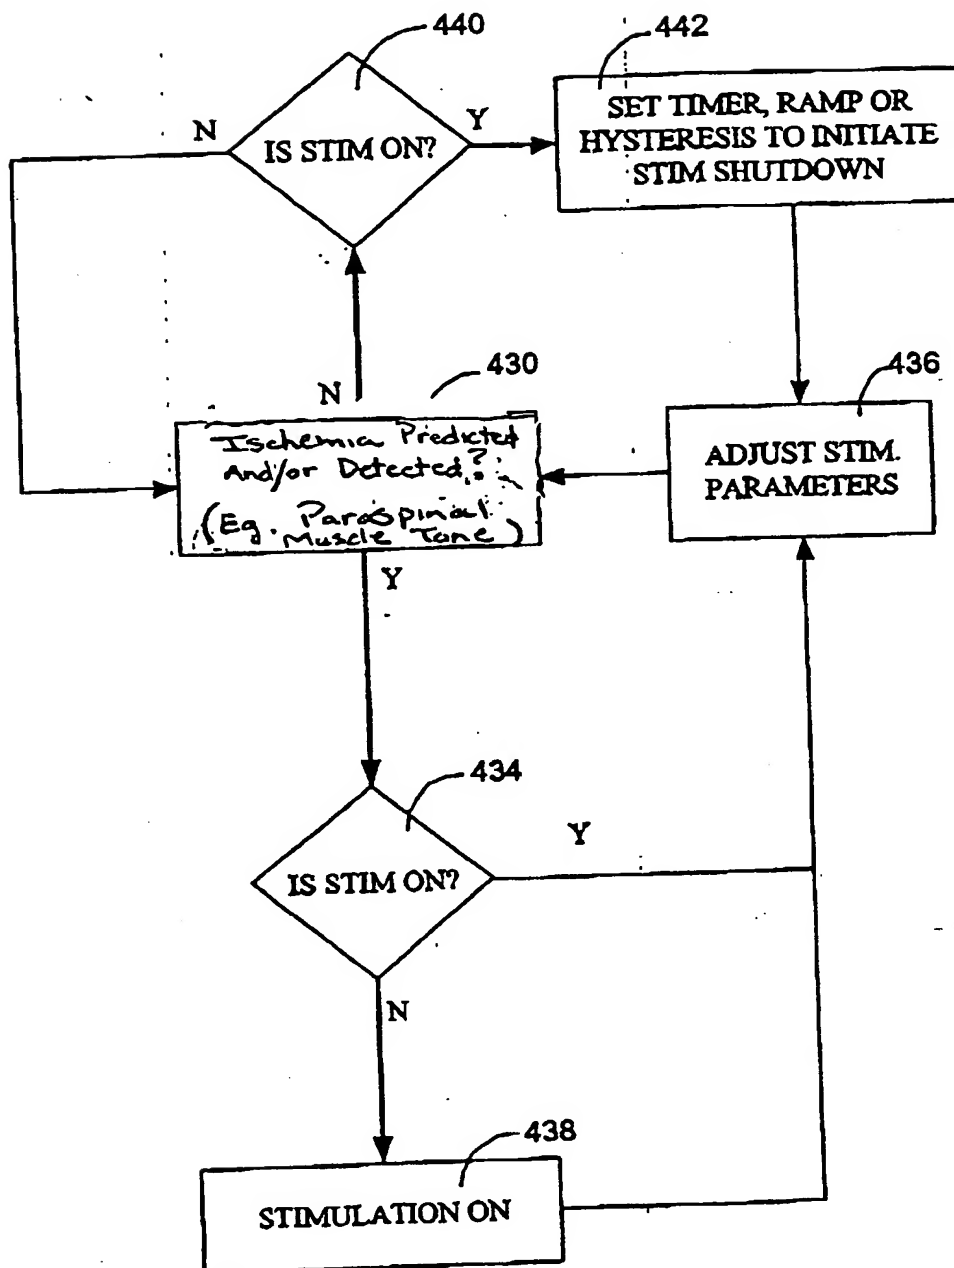 440
442
N
IS STIM ON?
Y
SET TIMER, RAMP OR
HYSTERESIS TO INITIATE
STIM SHUTDOWN
430
N
436
Ischemia Predicted
And/or Detected?
(Eg. Paraspinal
Muscle Tone)
ADJUST STIM.
PARAMETERS
Y
434
IS STIM ON?
Y
N
438
STIMULATION ON